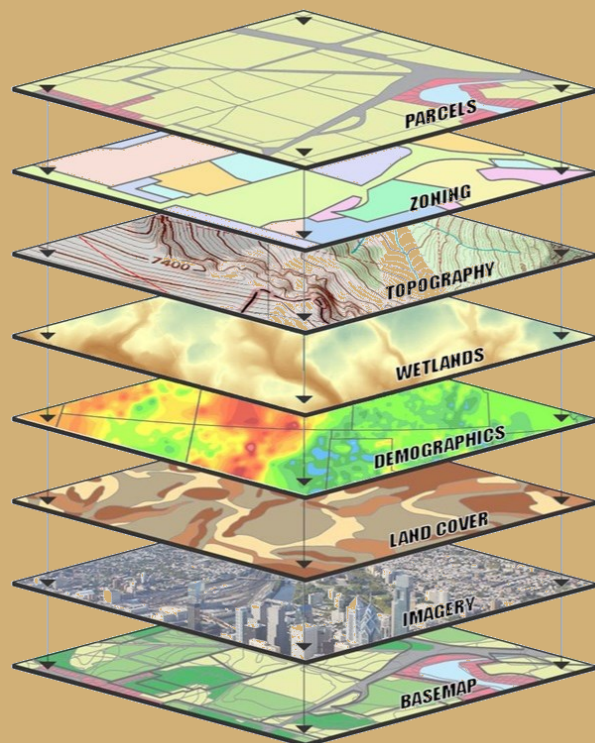 PARCELS
ZONING
7400
TOPOGRAPHY
WETLANDS
DEMOGRAPHICS
LAND COVER
IMAGERY
BASEMAP